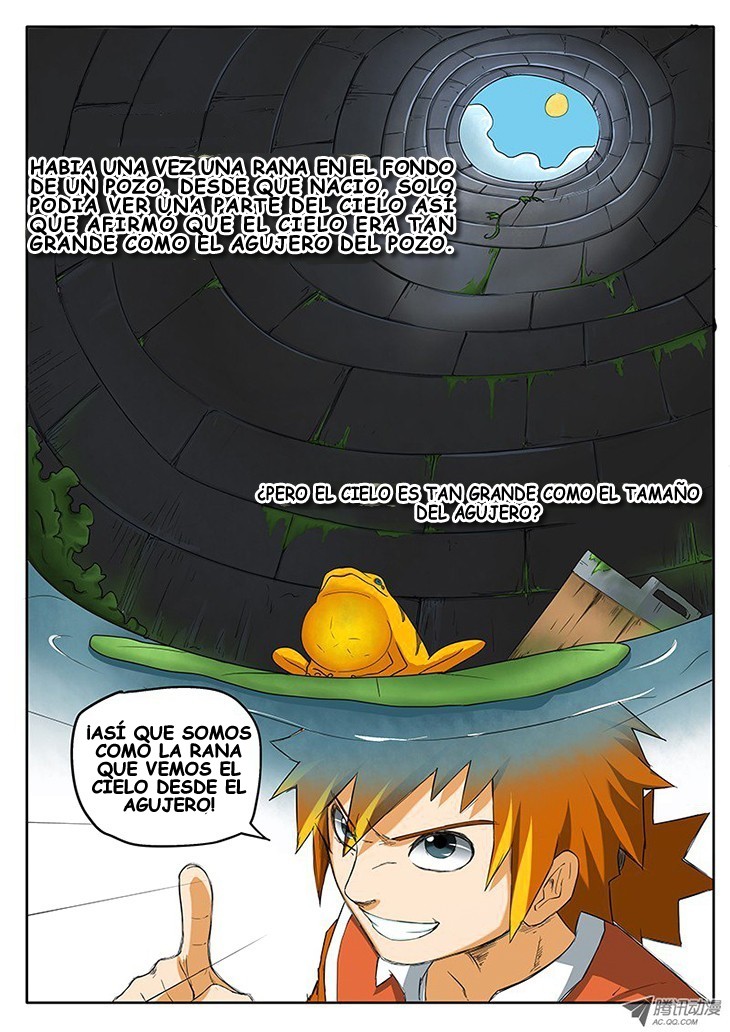 HABIA UNA VEZ UNA RANA EN EL FONDO
DE UN POZO. DESDE QUE NACIO, SOLO
PODIA VER UNA PARTE DEL CIELO ASÍ
QUE AFIRMO QUE EL CIELO ERA TAN
GRANDE COMO EL AGUJERO DEL POZO.
¿PERO EL CIELO ES TAN GRANDE COMO EL TAMAÑO
DEL AGUJERO?
¡ASÍ QUE SOMOS
COMO LA RANA
QUE VEMOS EL
CIELO DESDE EL
AGUJERO!
腾讯动漫
AC.QQ.COM